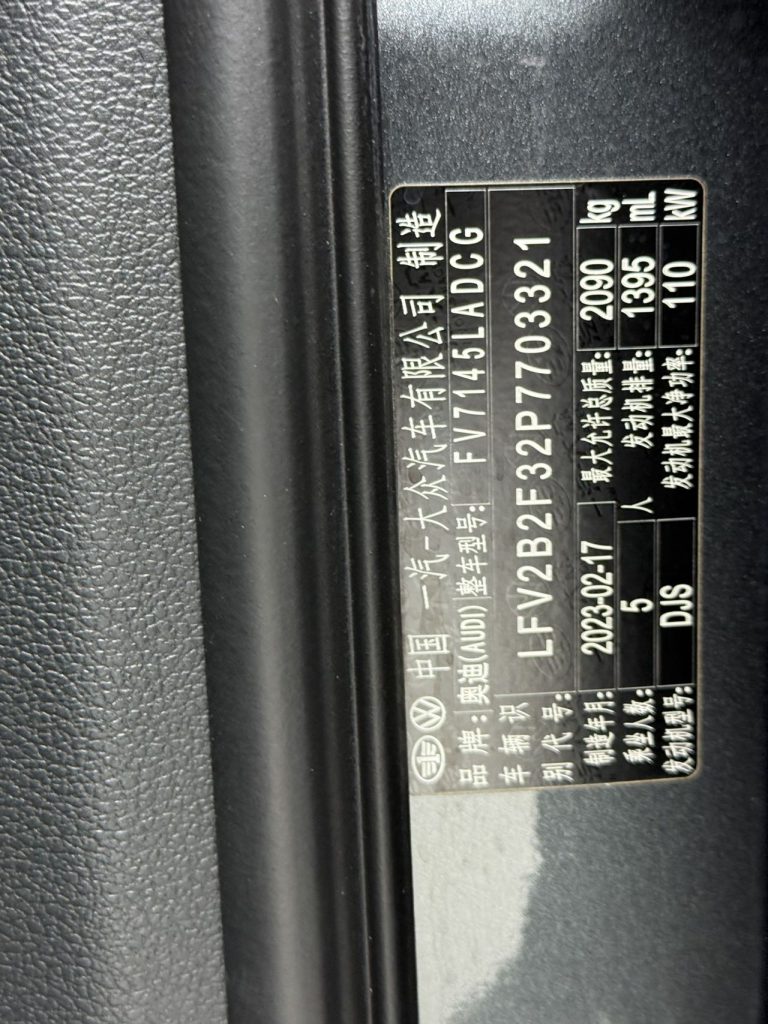 中国 一汽-大众汽车有限公司 制造
品牌:奥迪(AUDI) 整车型号: FV7145LADCG
车辆识别代号: LFV2B2F32P7703321
制造年月: 2023-02-17 最大允许总质量: 2090 kg
乘坐人数: 5 人 发动机排量: 1395 mL
发动机型号: DJS 发动机最大净功率: 110 kW